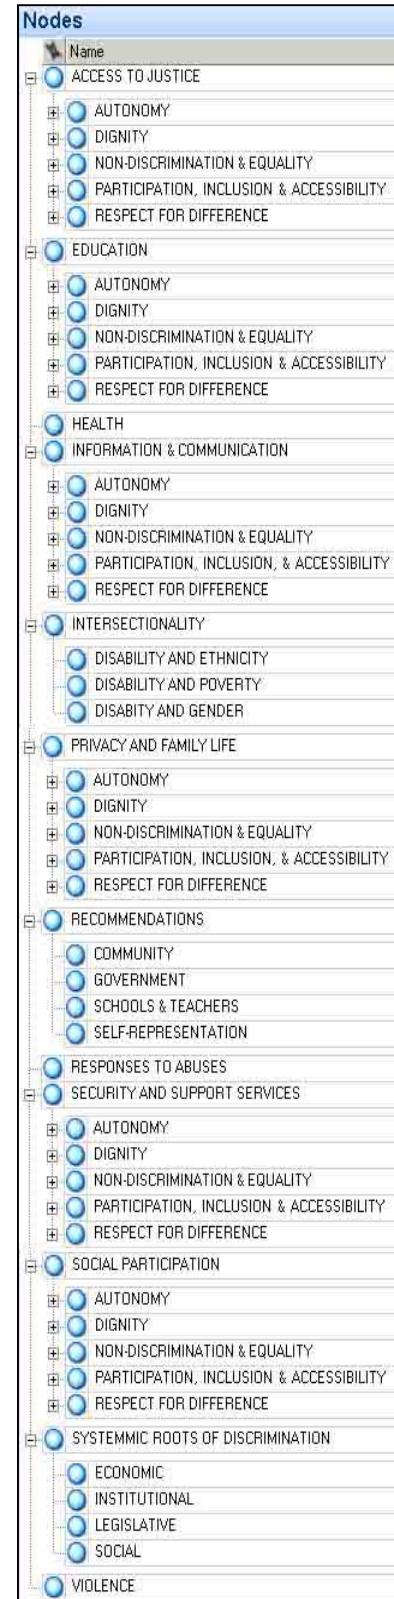 Nodes
Name
ACCESS TO JUSTICE
AUTONOMY
DIGNITY
NON-DISCRIMINATION & EQUALITY
PARTICIPATION, INCLUSION & ACCESSIBILITY
RESPECT FOR DIFFERENCE
EDUCATION
AUTONOMY
DIGNITY
NON-DISCRIMINATION & EQUALITY
PARTICIPATION, INCLUSION & ACCESSIBILITY
RESPECT FOR DIFFERENCE
HEALTH
INFORMATION & COMMUNICATION
AUTONOMY
DIGNITY
NON-DISCRIMINATION & EQUALITY
PARTICIPATION, INCLUSION, & ACCESSIBILITY
RESPECT FOR DIFFERENCE
INTERSECTIONALITY
DISABILITY AND ETHNICITY
DISABILITY AND POVERTY
DISABITY AND GENDER
PRIVACY AND FAMILY LIFE
AUTONOMY
DIGNITY
NON-DISCRIMINATION & EQUALITY
PARTICIPATION, INCLUSION, & ACCESSIBILITY
RESPECT FOR DIFFERENCE
RECOMMENDATIONS
COMMUNITY
GOVERNMENT
SCHOOLS & TEACHERS
SELF-REPRESENTATION
RESPONSES TO ABUSES
SECURITY AND SUPPORT SERVICES
AUTONOMY
DIGNITY
NON-DISCRIMINATION & EQUALITY
PARTICIPATION, INCLUSION & ACCESSIBILITY
RESPECT FOR DIFFERENCE
SOCIAL PARTICIPATION
AUTONOMY
DIGNITY
NON-DISCRIMINATION & EQUALITY
PARTICIPATION, INCLUSION & ACCESSIBILITY
RESPECT FOR DIFFERENCE
SYSTEMMIC ROOTS OF DISCRIMINATION
ECONOMIC
INSTITUTIONAL
LEGISLATIVE
SOCIAL
VIOLENCE